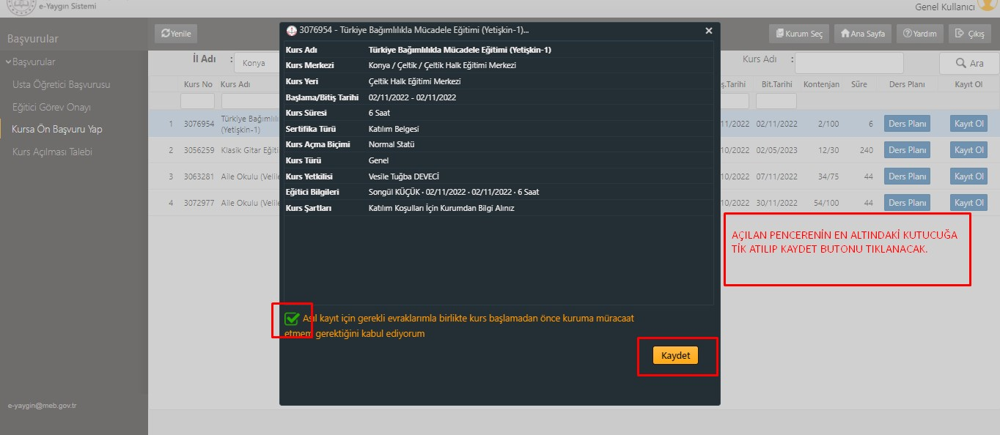 e-Yaygın Sistemi
Genel Kullanıcı
Başvurular
Yenile
Kurum Seç
Ana Sayfa
Yardım
Çıkış
Başvurular
Usta Öğretici Başvurusu
Eğitici Görev Onayı
Kursa Ön Başvuru Yap
Kurs Açılması Talebi
e-yaygin@meb.gov.tr
İl Adı : Konya
Kurs Adı :
Ara
Kurs No Kurs Adı ş.Tarihi Bit.Tarihi Kontenjan Süre Ders Planı Kayıt Ol
1 3076954 Türkiye Bağımlılı 11/2022 02/11/2022 2/100 6 Ders Planı Kayıt Ol
(Yetişkin-1)
2 3056259 Klasik Gitar Eğiti 10/2022 02/05/2023 12/30 240 Ders Planı Kayıt Ol
3 3063281 Aile Okulu (Velile 10/2022 07/11/2022 34/75 44 Ders Planı Kayıt Ol
4 3072977 Aile Okulu (Velile 10/2022 30/11/2022 54/100 44 Ders Planı Kayıt Ol
3076954 - Türkiye Bağımlılıkla Mücadele Eğitimi (Yetişkin-1)...
Kurs Adı Türkiye Bağımlılıkla Mücadele Eğitimi (Yetişkin-1)
Kurs Merkezi Konya / Çeltik / Çeltik Halk Eğitimi Merkezi
Kurs Yeri Çeltik Halk Eğitimi Merkezi
Başlama/Bitiş Tarihi 02/11/2022 - 02/11/2022
Kurs Süresi 6 Saat
Sertifika Türü Katılım Belgesi
Kurs Açma Biçimi Normal Statü
Kurs Türü Genel
Kurs Yetkilisi Vesile Tuğba DEVECİ
Eğitici Bilgileri Songül KÜÇÜK · 02/11/2022 · 02/11/2022 · 6 Saat
Kurs Şartları Katılım Koşulları İçin Kurumdan Bilgi Alınız
Asıl kayıt için gerekli evraklarımla birlikte kurs başlamadan önce kuruma müracaat
etmem gerektiğini kabul ediyorum
Kaydet
AÇILAN PENCERENİN EN ALTINDAKİ KUTUCUĞA
TİK ATILIP KAYDET BUTONU TIKLANACAK.